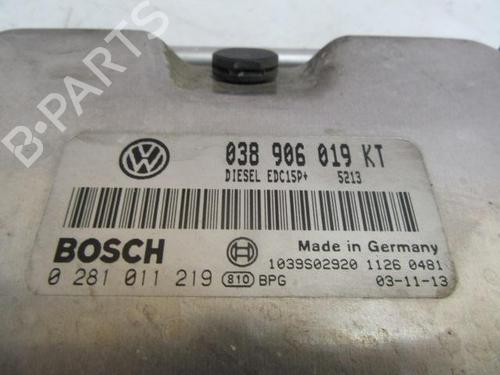 B-PARTS
038 906 019 KT
DIESEL EDC15P+ 5213
BOSCH
Made in Germany
1039S02920 1126 0481
0 281 011 219 810 BPG 03-11-13